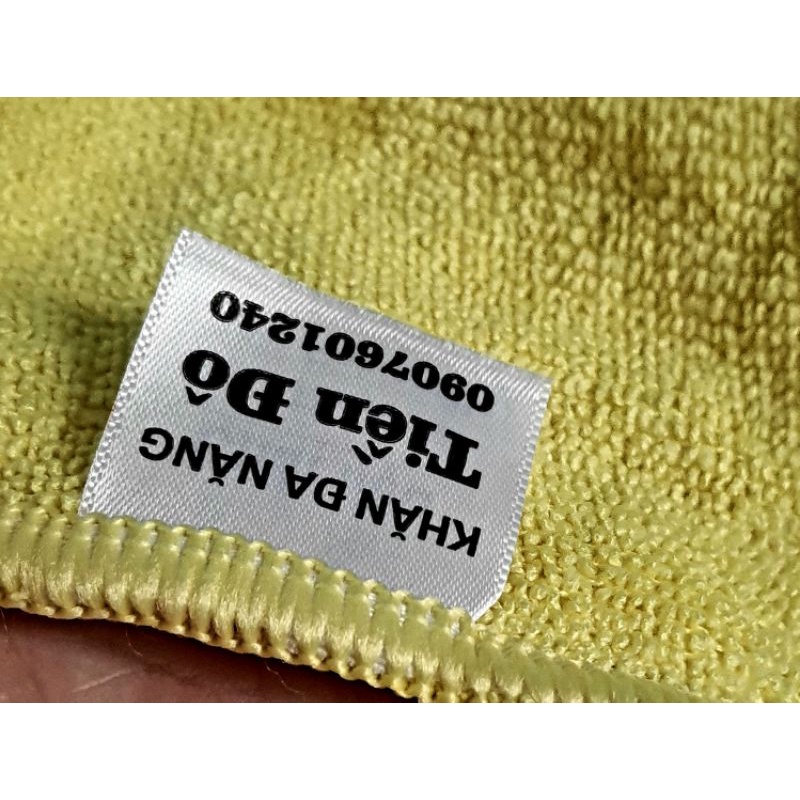 KHĂN ĐA NĂNG
Tiến Đô
0907601240